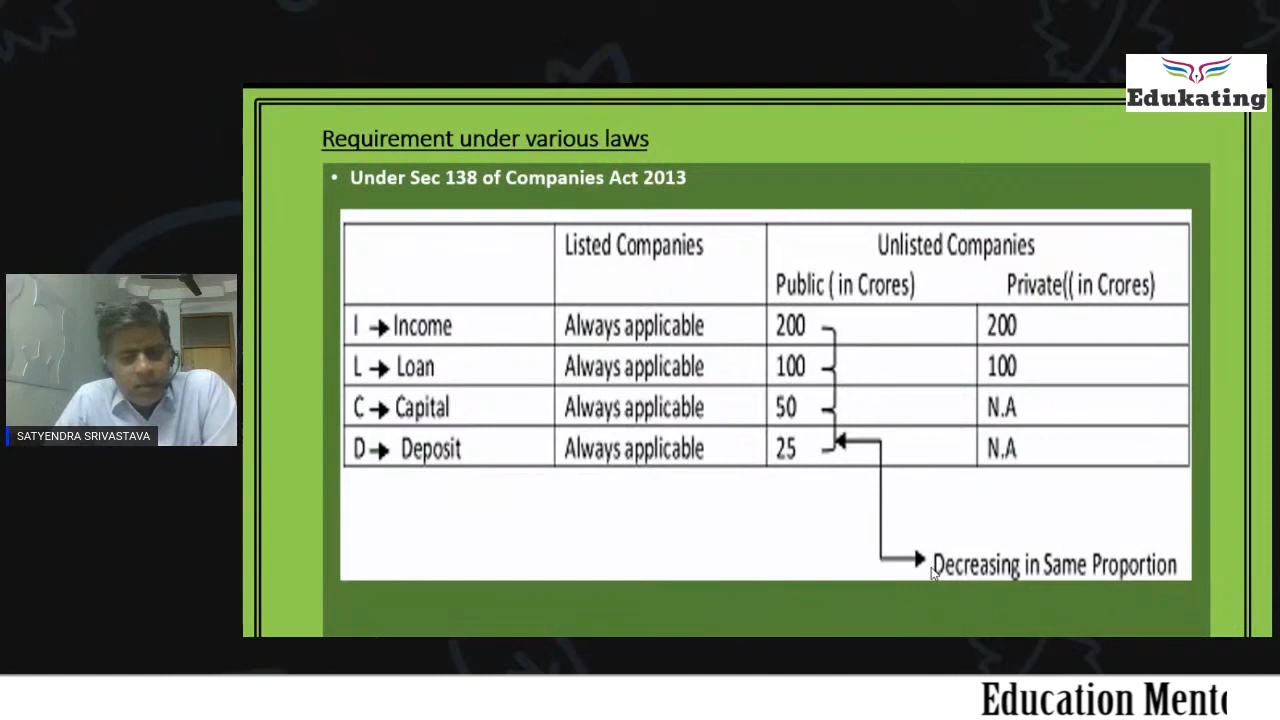 Edukating
Requirement under various laws
• Under Sec 138 of Companies Act 2013
Listed Companies
Unlisted Companies
Public ( in Crores)
Private(( in Crores)
I → Income Always applicable 200 200
L → Loan Always applicable 100 100
C → Capital Always applicable 50 N.A
D → Deposit Always applicable 25 N.A
Decreasing in Same Proportion
SATYENDRA SRIVASTAVA
Education